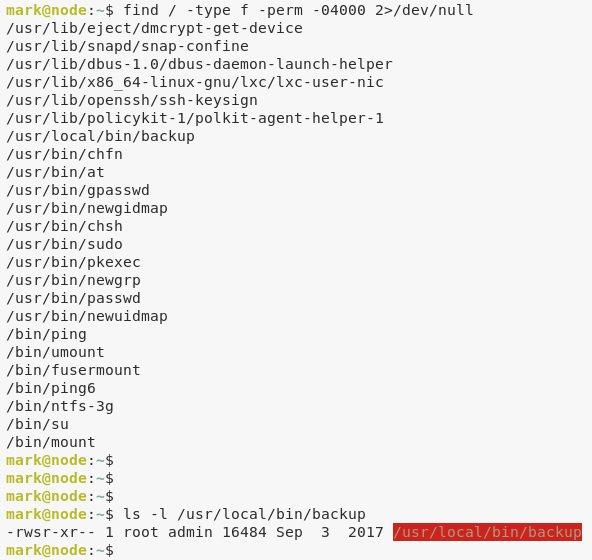 mark@node:~$ find / -type f -perm -04000 2>/dev/null
/usr/lib/eject/dmcrypt-get-device
/usr/lib/snapd/snap-confine
/usr/lib/dbus-1.0/dbus-daemon-launch-helper
/usr/lib/x86_64-linux-gnu/lxc/lxc-user-nic
/usr/lib/openssh/ssh-keysign
/usr/lib/policykit-1/polkit-agent-helper-1
/usr/local/bin/backup
/usr/bin/chfn
/usr/bin/at
/usr/bin/gpasswd
/usr/bin/newgidmap
/usr/bin/chsh
/usr/bin/sudo
/usr/bin/pkexec
/usr/bin/newgrp
/usr/bin/passwd
/usr/bin/newuidmap
/bin/ping
/bin/umount
/bin/fusermount
/bin/ping6
/bin/ntfs-3g
/bin/su
/bin/mount
mark@node:~$
mark@node:~$
mark@node:~$
mark@node:~$ ls -l /usr/local/bin/backup
-rwsr-xr-- 1 root admin 16484 Sep  3  2017 /usr/local/bin/backup
mark@node:~$